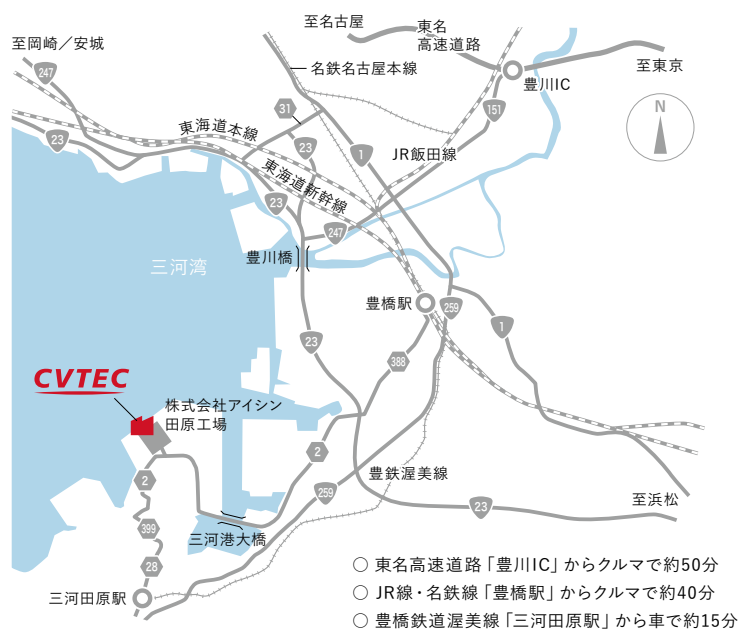 至名古屋
東名
高速道路
至岡崎／安城
247
名鉄名古屋本線
至東京
豊川IC
N
31
151
23
東海道本線
23
1
JR飯田線
東海道新幹線
23
247
豊川橋
三河湾
豊橋駅
259
1
23
388
CVTEC
株式会社アイシン
田原工場
2
2
豊鉄渥美線
259
23
至浜松
399
三河港大橋
28
三河田原駅
○ 東名高速道路「豊川IC」からクルマで約50分
○ JR線・名鉄線「豊橋駅」からクルマで約40分
○ 豊橋鉄道渥美線「三河田原駅」から車で約15分